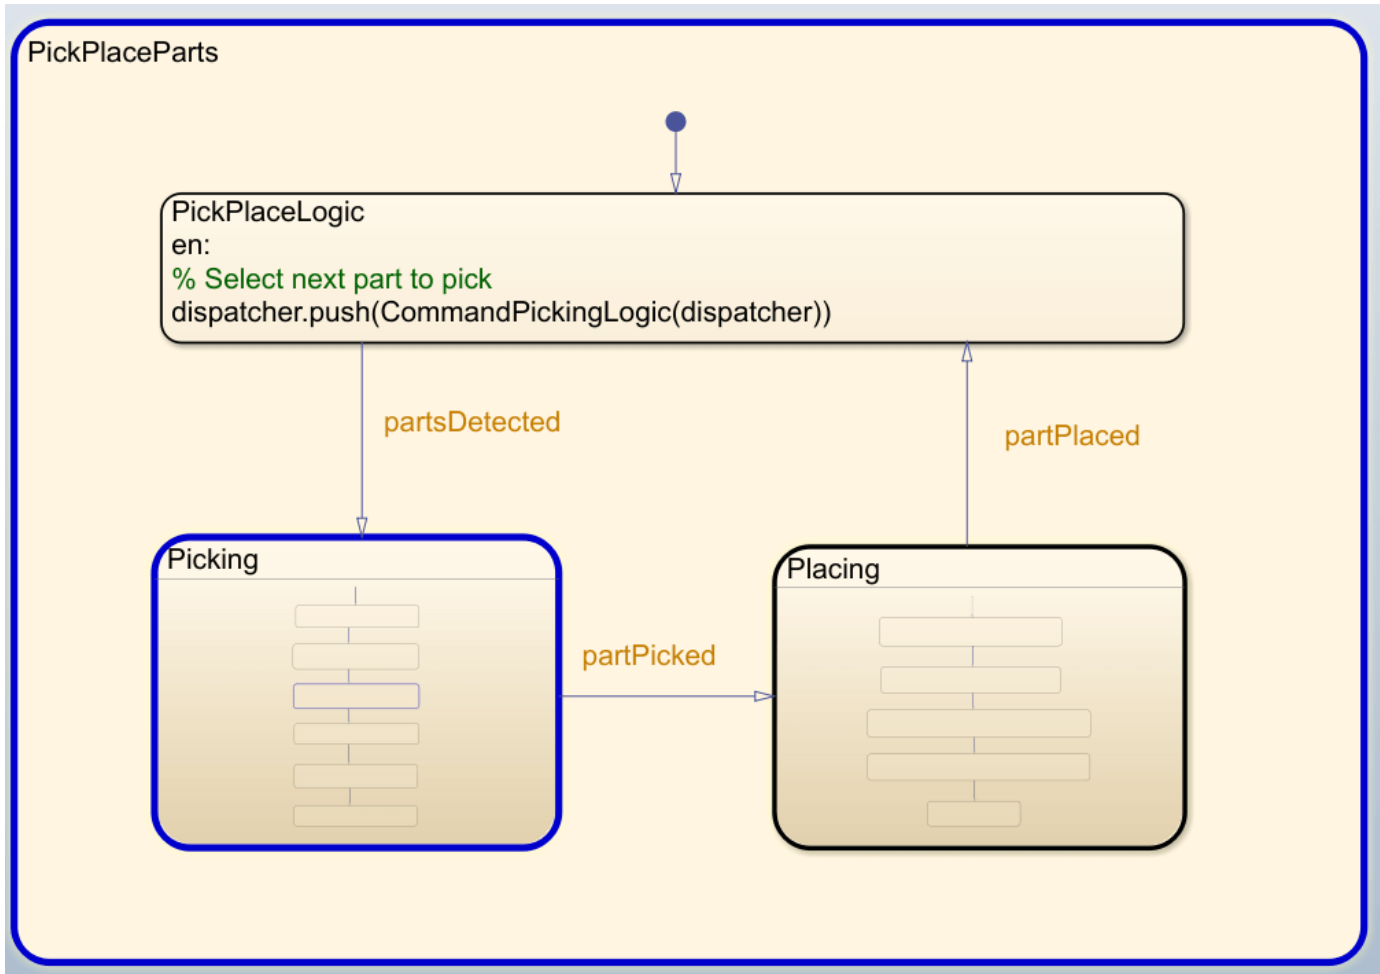 PickPlaceParts
PickPlaceLogic
en:
% Select next part to pick
dispatcher.push(CommandPickingLogic(dispatcher))
partsDetected
partPlaced
Picking
Placing
partPicked